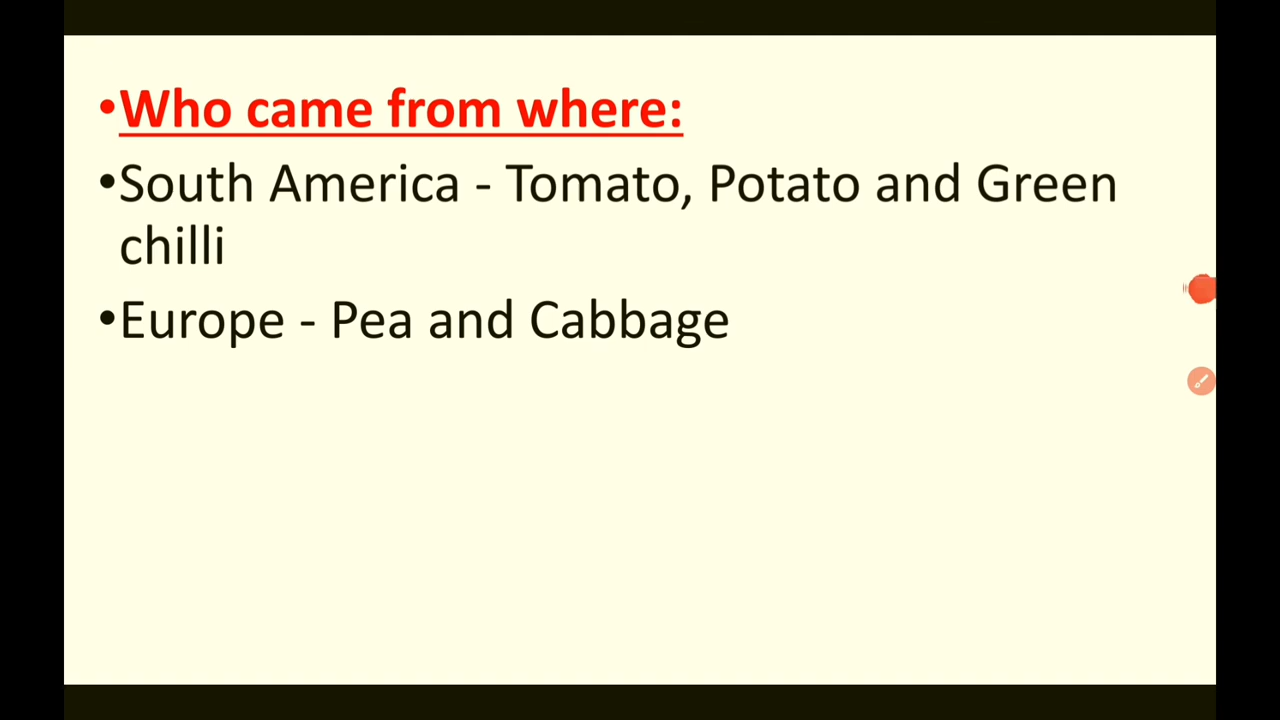 •Who came from where:
•South America - Tomato, Potato and Green
chilli
•Europe - Pea and Cabbage